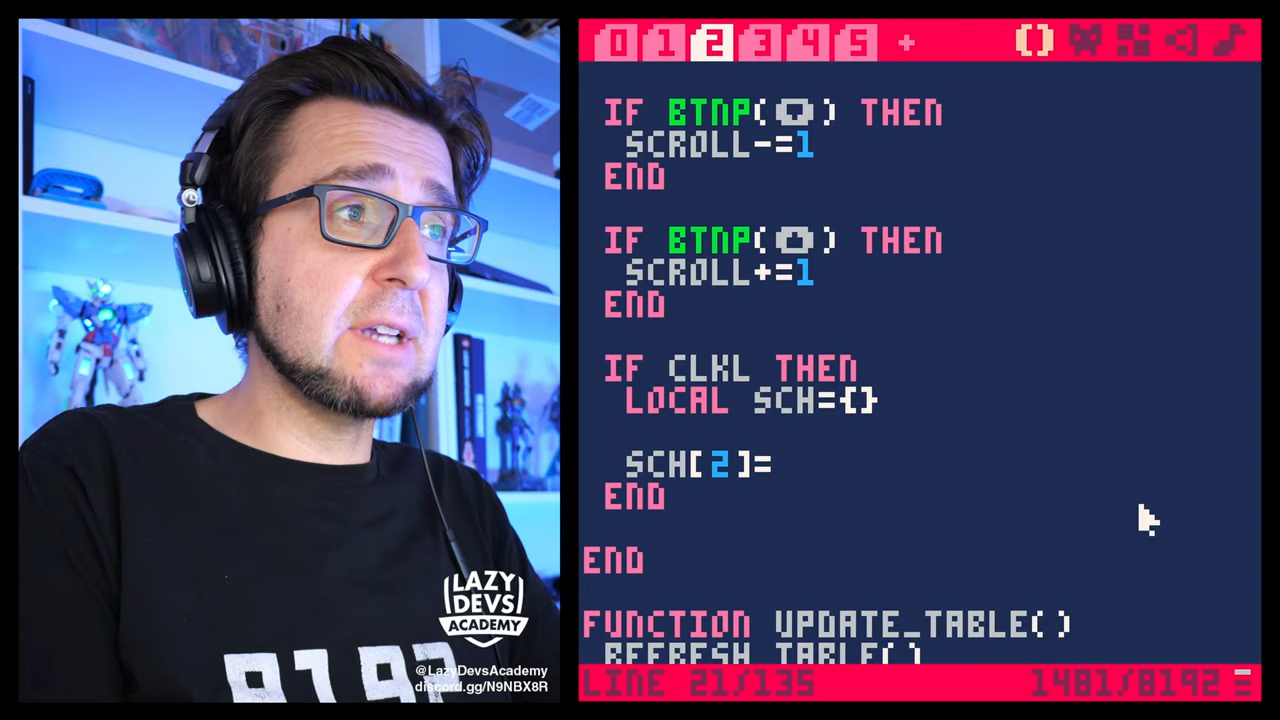 LAZY
DEVS
ACADEMY
8192
@LazyDevsAcademy
discord.gg/N9NBX8R
0 1 2 3 4 5 +
IF BTNP(⬇️) THEN
SCROLL-=1
END
IF BTNP(⬆️) THEN
SCROLL+=1
END
IF CLKL THEN
LOCAL SCH={}
SCH[2]=
END
END
FUNCTION UPDATE_TABLE()
REFRESH_TABLE()
LINE 21/135
1481/8192